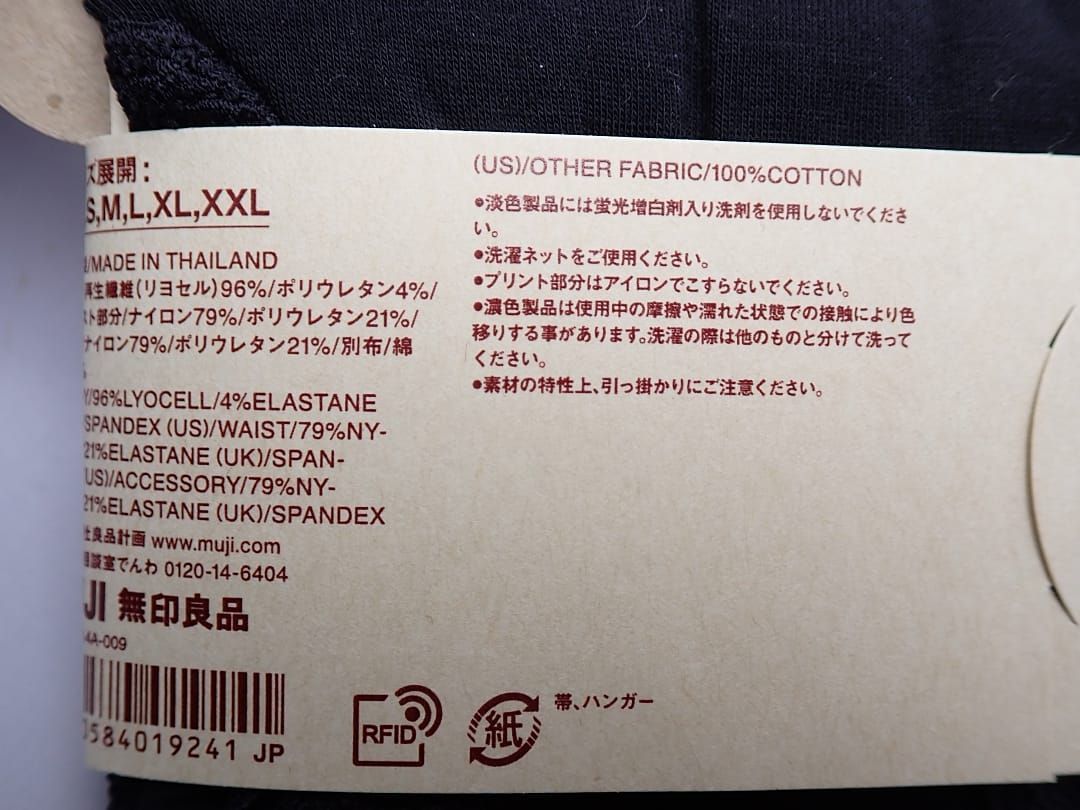 ズ展開：
S,M,L,XL,XXL
/MADE IN THAILAND
再生繊維(リヨセル)96%/ポリウレタン4%/
ト部分/ナイロン79%/ポリウレタン21%/
ナイロン79%/ポリウレタン21%/別布/綿
%
Y/96%LYOCELL/4%ELASTANE
SPANDEX (US)/WAIST/79%NY-
21%ELASTANE (UK)/SPAN-
(US)/ACCESSORY/79%NY-
21%ELASTANE (UK)/SPANDEX
良品計画 www.muji.com
談室でんわ 0120-14-6404
JI 無印良品
4A-009
584019241 JP
(US)/OTHER FABRIC/100%COTTON
●淡色製品には蛍光増白剤入り洗剤を使用しないでくださ
い。
●洗濯ネットをご使用ください。
●プリント部分はアイロンでこすらないでください。
●濃色製品は使用中の摩擦や濡れた状態での接触により色
移りする事があります。洗濯の際は他のものと分けて洗って
ください。
●素材の特性上、引っ掛かりにご注意ください。
RFID
紙
帯、ハンガー